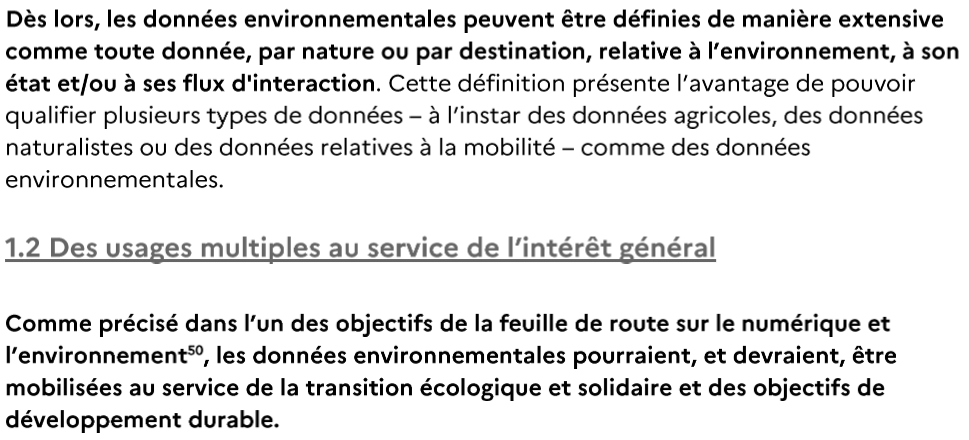 Dès lors, les données environnementales peuvent être définies de manière extensive
comme toute donnée, par nature ou par destination, relative à l’environnement, à son
état et/ou à ses flux d'interaction. Cette définition présente l’avantage de pouvoir
qualifier plusieurs types de données – à l’instar des données agricoles, des données
naturalistes ou des données relatives à la mobilité – comme des données
environnementales.
1.2 Des usages multiples au service de l’intérêt général
Comme précisé dans l’un des objectifs de la feuille de route sur le numérique et
l’environnement⁵⁰, les données environnementales pourraient, et devraient, être
mobilisées au service de la transition écologique et solidaire et des objectifs de
développement durable.